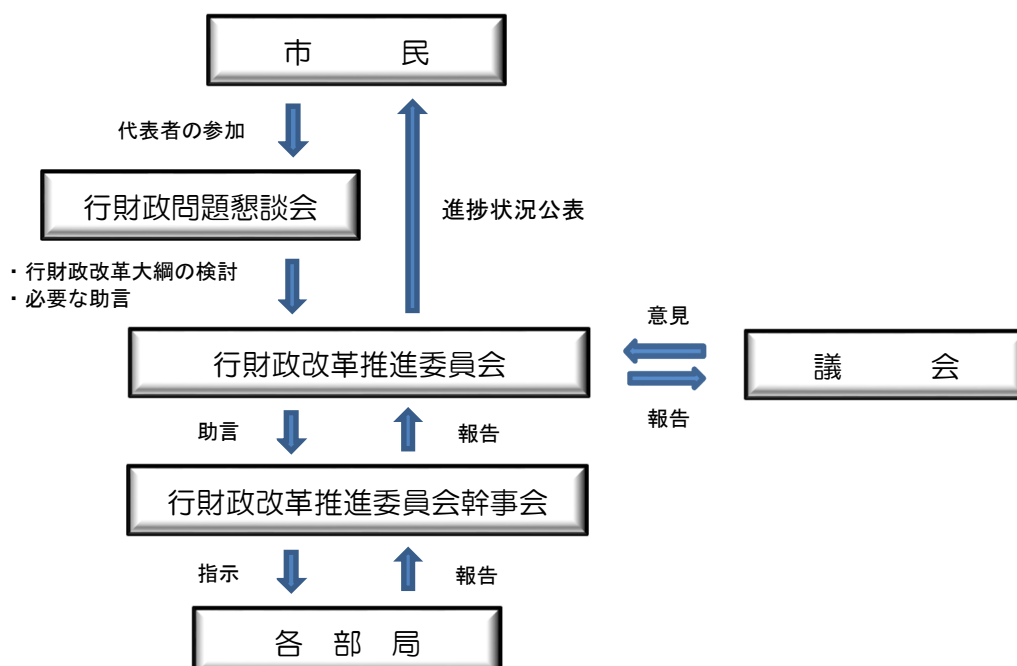 市　　　民
代表者の参加
行財政問題懇談会
進捗状況公表
・行財政改革大綱の検討
・必要な助言
行財政改革推進委員会
意見
議　　　会
報告
助言
報告
行財政改革推進委員会幹事会
指示
報告
各　部　局